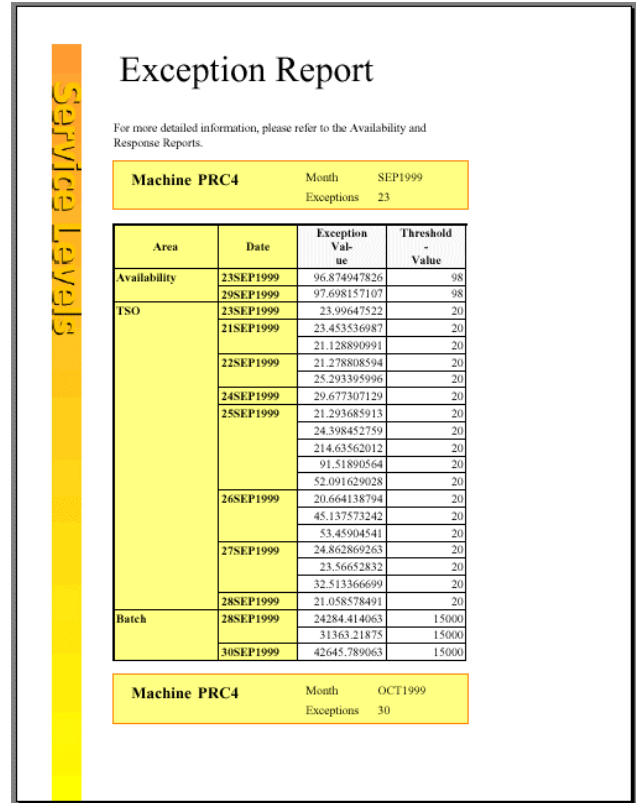 Service Levels
Exception Report
For more detailed information, please refer to the Availability and
Response Reports.
Machine PRC4 Month SEP1999
Exceptions 23
Area Date Exception Val-ue Threshold - Value
Availability 23SEP1999 96.874947826 98
29SEP1999 97.698157107 98
TSO 23SEP1999 23.99647522 20
21SEP1999 23.453536987 20
21.128890991 20
22SEP1999 21.278808594 20
25.293395996 20
24SEP1999 29.677307129 20
25SEP1999 21.293685913 20
24.398452759 20
214.63562012 20
91.51890564 20
52.091629028 20
26SEP1999 20.664138794 20
45.137573242 20
53.45904541 20
27SEP1999 24.862869263 20
23.56652832 20
32.513366699 20
28SEP1999 21.058578491 20
Batch 28SEP1999 24284.414063 15000
31363.21875 15000
30SEP1999 42645.789063 15000
Machine PRC4 Month OCT1999
Exceptions 30